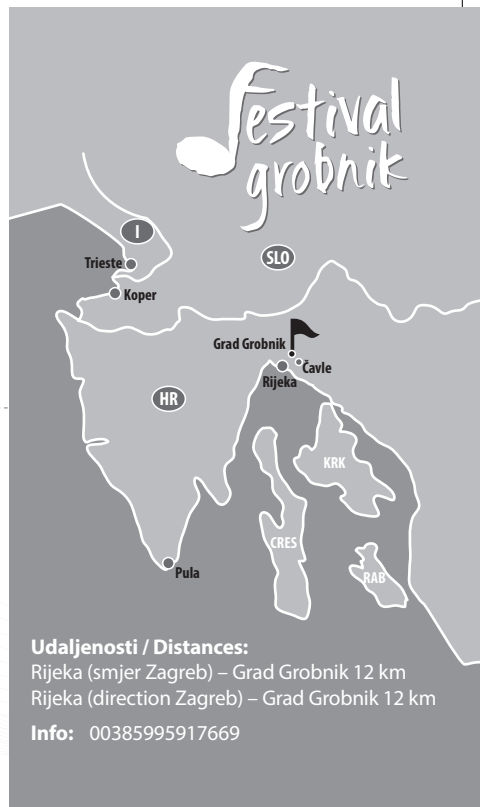 Festival
grobnik
I
Trieste
SLO
Koper
Grad Grobnik
Čavle
Rijeka
HR
KRK
CRES
RAB
Pula
Udaljenosti / Distances:
Rijeka (smjer Zagreb) – Grad Grobnik 12 km
Rijeka (direction Zagreb) – Grad Grobnik 12 km
Info: 00385995917669